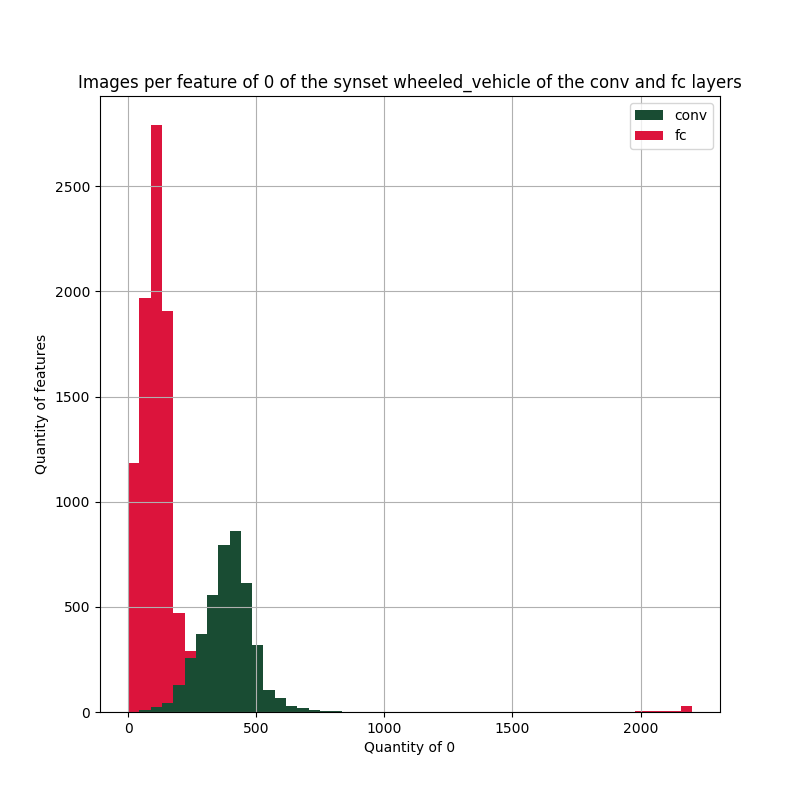 Images per feature of 0 of the synset wheeled_vehicle of the conv and fc layers
conv
fc
2500
2000
1500
1000
500
0
Quantity of features
0 500 1000 1500 2000
Quantity of 0